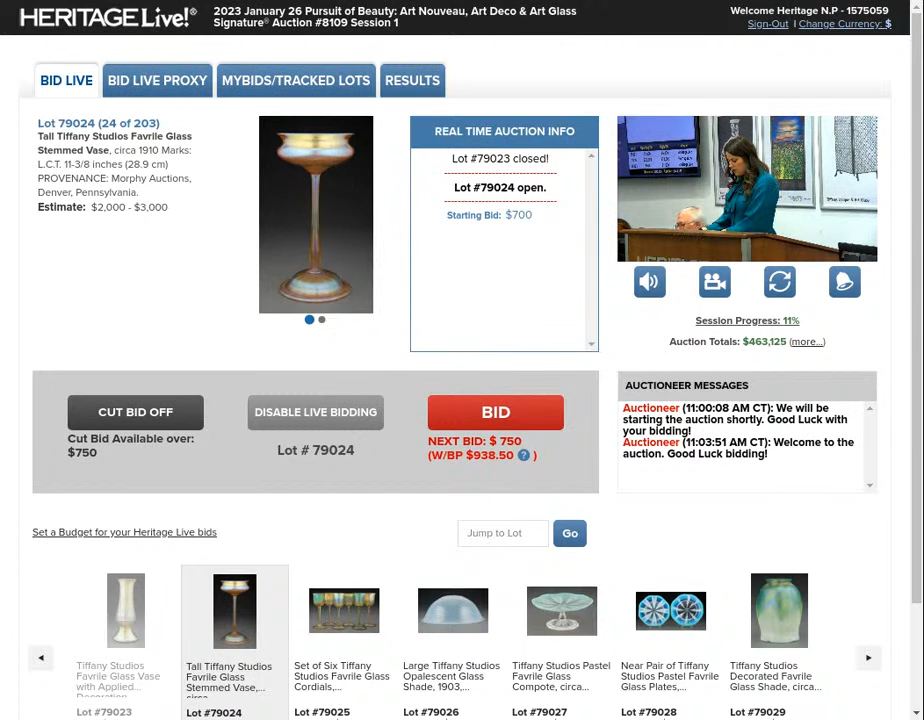 HERITAGE Live!®
2023 January 26 Pursuit of Beauty: Art Nouveau, Art Deco & Art Glass
Signature® Auction #8109 Session 1
Welcome Heritage N.P - 1575059
Sign-Out | Change Currency: $
BID LIVE
BID LIVE PROXY
MYBIDS/TRACKED LOTS
RESULTS
Lot 79024 (24 of 203)
Tall Tiffany Studios Favrile Glass
Stemmed Vase, circa 1910 Marks:
L.C.T. 11-3/8 inches (28.9 cm)
PROVENANCE: Morphy Auctions,
Denver, Pennsylvania.
Estimate: $2,000 - $3,000
REAL TIME AUCTION INFO
Lot #79023 closed!
Lot #79024 open.
Starting Bid: $700
Session Progress: 11%
Auction Totals: $463,125 (more...)
CUT BID OFF
Cut Bid Available over:
$750
DISABLE LIVE BIDDING
Lot # 79024
BID
NEXT BID: $ 750
(W/BP $938.50 ? )
AUCTIONEER MESSAGES
Auctioneer (11:00:08 AM CT): We will be
starting the auction shortly. Good Luck with
your bidding!
Auctioneer (11:03:51 AM CT): Welcome to the
auction. Good Luck bidding!
Set a Budget for your Heritage Live bids
Jump to Lot
Go
Tiffany Studios
Favrile Glass Vase
with Applied...
Lot #79023
Tall Tiffany Studios
Favrile Glass
Stemmed Vase,...
circa
Lot #79024
Set of Six Tiffany
Studios Favrile Glass
Cordials,...
Lot #79025
Large Tiffany Studios
Opalescent Glass
Shade, 1903,...
Lot #79026
Tiffany Studios Pastel
Favrile Glass
Compote, circa...
Lot #79027
Near Pair of Tiffany
Studios Pastel Favrile
Glass Plates,...
Lot #79028
Tiffany Studios
Decorated Favrile
Glass Shade, circa...
Lot #79029